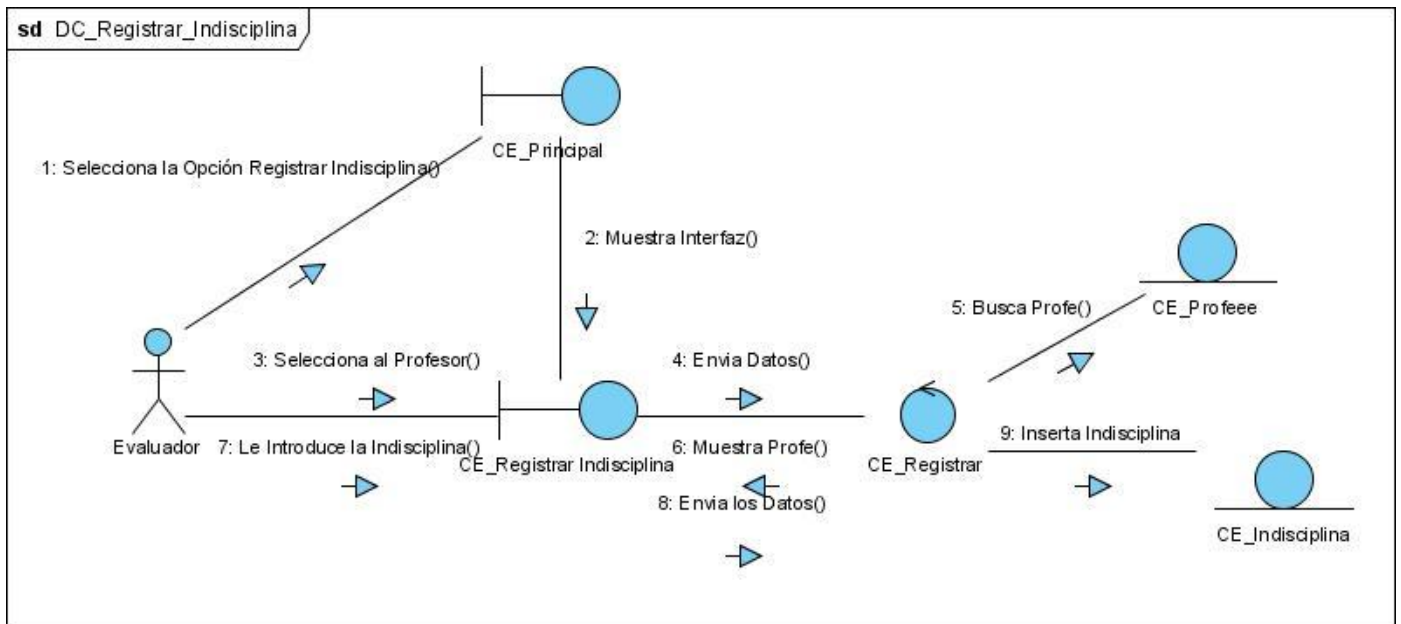 sd DC_Registrar_Indisciplina
CE_Principal
1: Selecciona la Opción Registrar Indisciplina()
2: Muestra Interfaz()
5: Busca Profe()
CE_Profeee
3: Selecciona al Profesor()
4: Envia Datos()
Evaluador
7: Le Introduce la Indisciplina()
CE_Registrar Indisciplina
6: Muestra Profe()
CE_Registrar
9: Inserta Indisciplina
8: Envia los Datos()
CE_Indisciplina